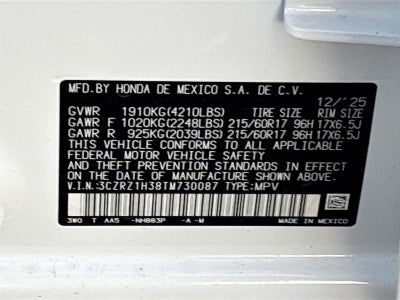 MFD.BY HONDA DE MEXICO S.A. DE C.V.
12/'25
GVWR 1910KG(4210LBS) TIRE SIZE RIM SIZE
GAWR F 1020KG(2248LBS) 215/60R17 96H 17X6.5J
GAWR R 925KG(2039LBS) 215/60R17 96H 17X6.5J
THIS VEHICLE CONFORMS TO ALL APPLICABLE
FEDERAL MOTOR VEHICLE SAFETY, BUMPER, AND
THEFT PREVENTION STANDARDS IN EFFECT ON THE
DATE OF MANUFACTURE SHOWN ABOVE.
V.I.N.:3CZRZ1H38TM730087 TYPE:MPV
3W0 T AA5 -NH883P -A -M MADE IN MEXICO